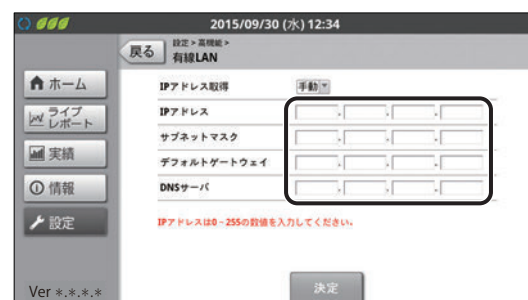 2015/09/30 (水) 12:34
戻る
設定 > 高機能 >
有線LAN
ホーム
ライブ
レポート
実績
情報
設定
Ver *.*.*.*
IPアドレス取得
手動
IPアドレス
. . .
サブネットマスク
. . .
デフォルトゲートウェイ
. . .
DNSサーバ
. . .
IPアドレスは0~255の数値を入力してください。
決定